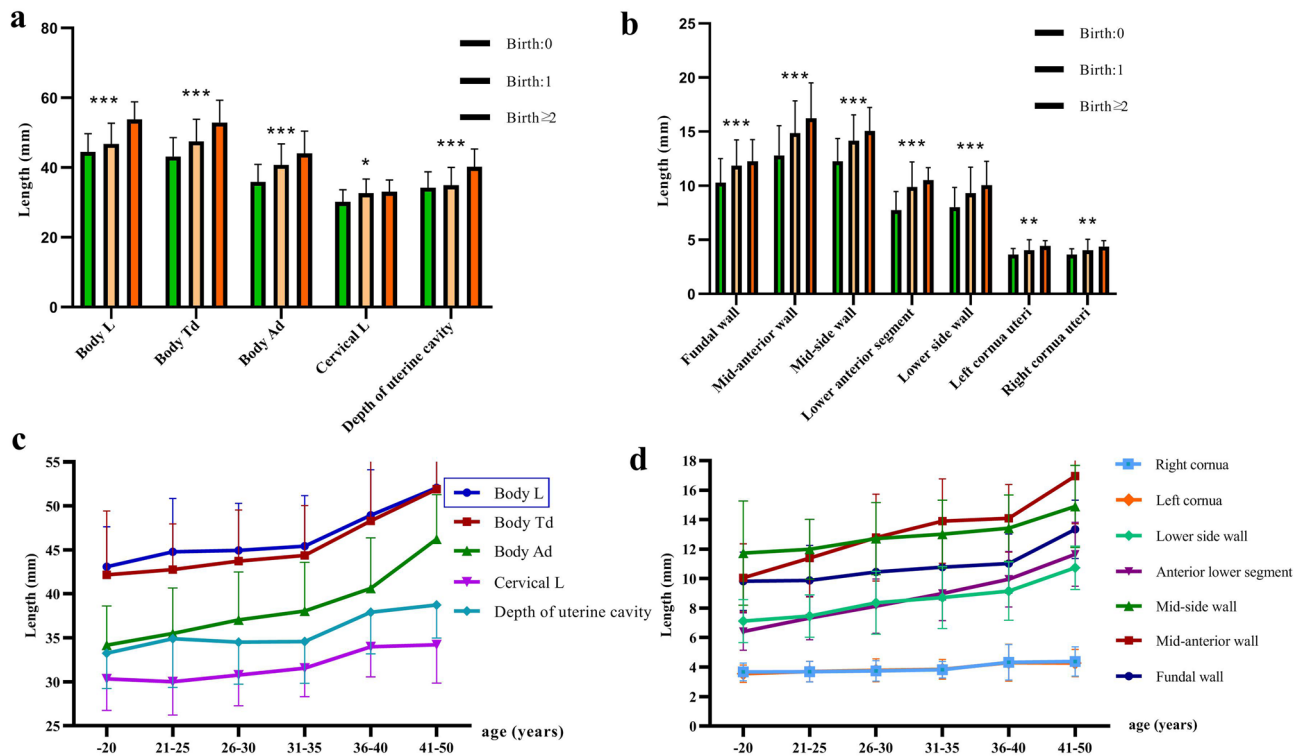 a
80
60
40
20
0
Length (mm)
Birth:0
Birth:1
Birth≥2
***
***
***
*
***
Body L
Body Td
Body Ad
Cervical L
Depth of uterine cavity
b
25
20
15
10
5
0
Length (mm)
Birth:0
Birth:1
Birth≥2
***
***
***
***
***
**
**
Fundal wall
Mid-anterior wall
Mid-side wall
Lower anterior segment
Lower side wall
Left cornua uteri
Right cornua uteri
c
55
50
45
40
35
30
25
Length (mm)
Body L
Body Td
Body Ad
Cervical L
Depth of uterine cavity
age (years)
-20 21-25 26-30 31-35 36-40 41-50
d
18
16
14
12
10
8
6
4
2
0
Length (mm)
Right cornua
Left cornua
Lower side wall
Anterior lower segment
Mid-side wall
Mid-anterior wall
Fundal wall
age (years)
-20 21-25 26-30 31-35 36-40 41-50